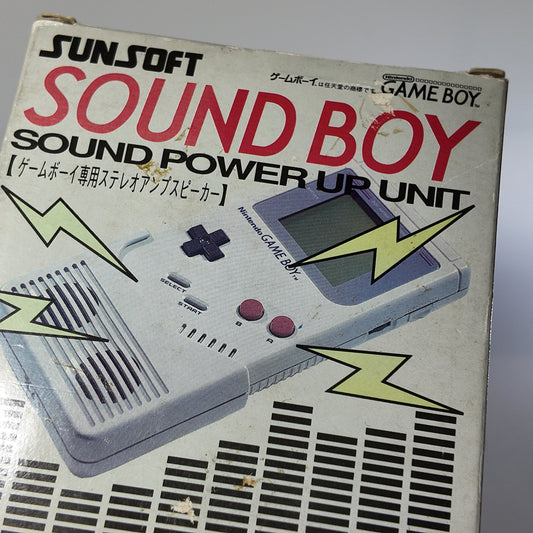 SUNSOFT
ゲームボーイは任天堂の商標です
Nintendo
GAME BOY
SOUND BOY
SOUND POWER UP UNIT
【ゲームボーイ専用ステレオアンプスピーカー】
Nintendo GAME BOY™
SELECT
START
B
A